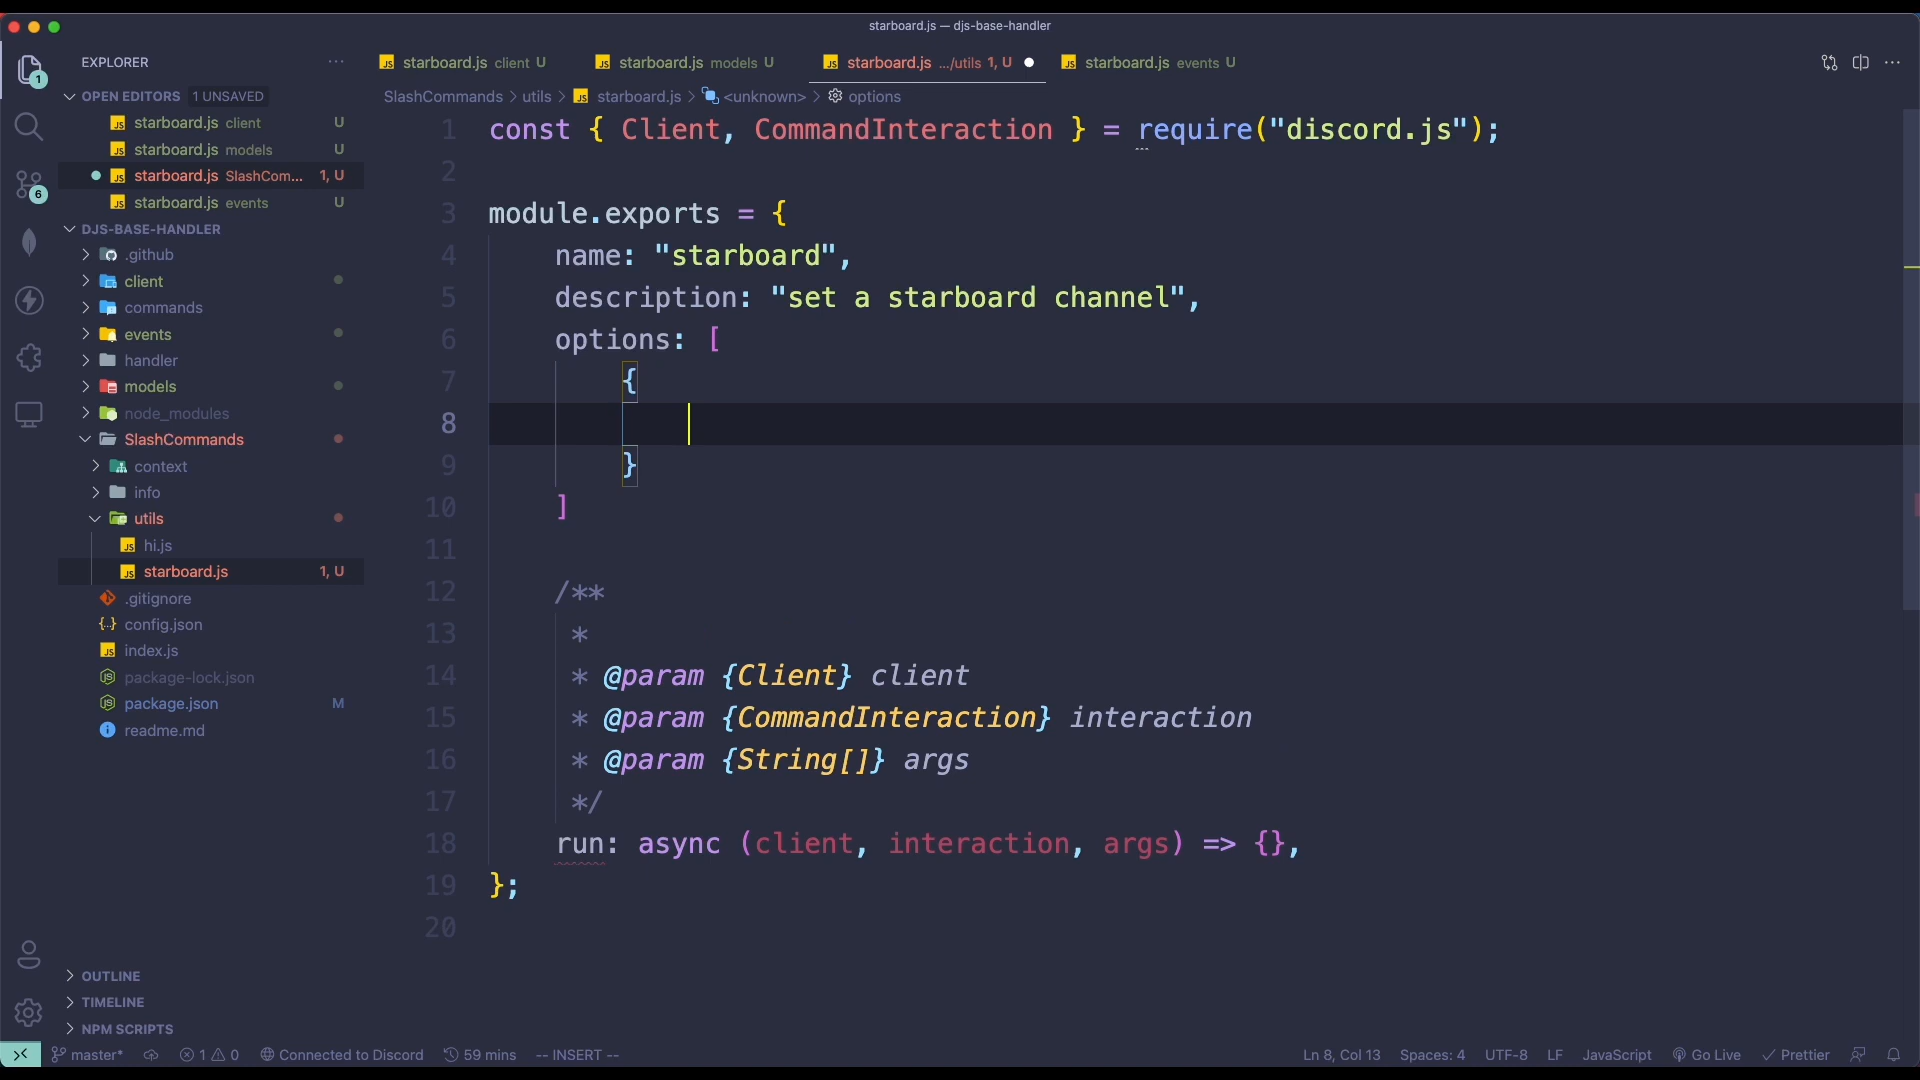 starboard.js — djs-base-handler
EXPLORER
starboard.js client U
starboard.js models U
starboard.js .../utils 1, U
starboard.js events U
OPEN EDITORS 1 UNSAVED
SlashCommands > utils > starboard.js > <unknown> > options
starboard.js client U
starboard.js models U
starboard.js SlashCom... 1, U
starboard.js events U
DJS-BASE-HANDLER
.github
client
commands
events
handler
models
node_modules
SlashCommands
context
info
utils
hi.js
starboard.js 1, U
.gitignore
config.json
index.js
package-lock.json
package.json M
readme.md
OUTLINE
TIMELINE
NPM SCRIPTS
1
6
1 const { Client, CommandInteraction } = require("discord.js");
2
3 module.exports = {
4 name: "starboard",
5 description: "set a starboard channel",
6 options: [
7 {
8
9 }
10 ]
11
12 /**
13 *
14 * @param {Client} client
15 * @param {CommandInteraction} interaction
16 * @param {String[]} args
17 */
18 run: async (client, interaction, args) => {},
19 };
20
master* 1 0 Connected to Discord 59 mins -- INSERT --
Ln 8, Col 13 Spaces: 4 UTF-8 LF JavaScript Go Live Prettier